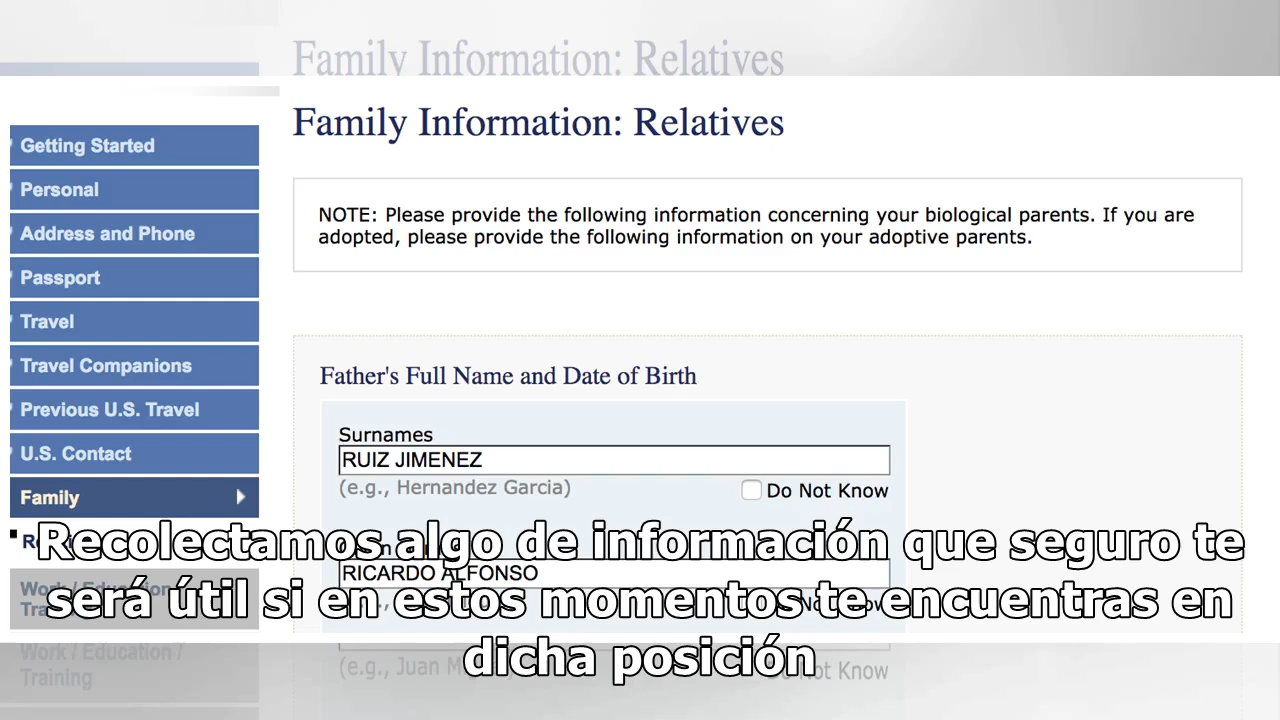 Family Information: Relatives
Family Information: Relatives
Getting Started
Personal
Address and Phone
Passport
Travel
Travel Companions
Previous U.S. Travel
U.S. Contact
Family
NOTE: Please provide the following information concerning your biological parents. If you are
adopted, please provide the following information on your adoptive parents.
Father's Full Name and Date of Birth
Surnames
RUIZ JIMENEZ
(e.g., Hernandez Garcia)
Do Not Know
RICARDO ALFONSO
Recolectamos algo de información que seguro te
será útil si en estos momentos te encuentras en
dicha posición
Work / Education /
Training
(e.g., Juan
Not Know